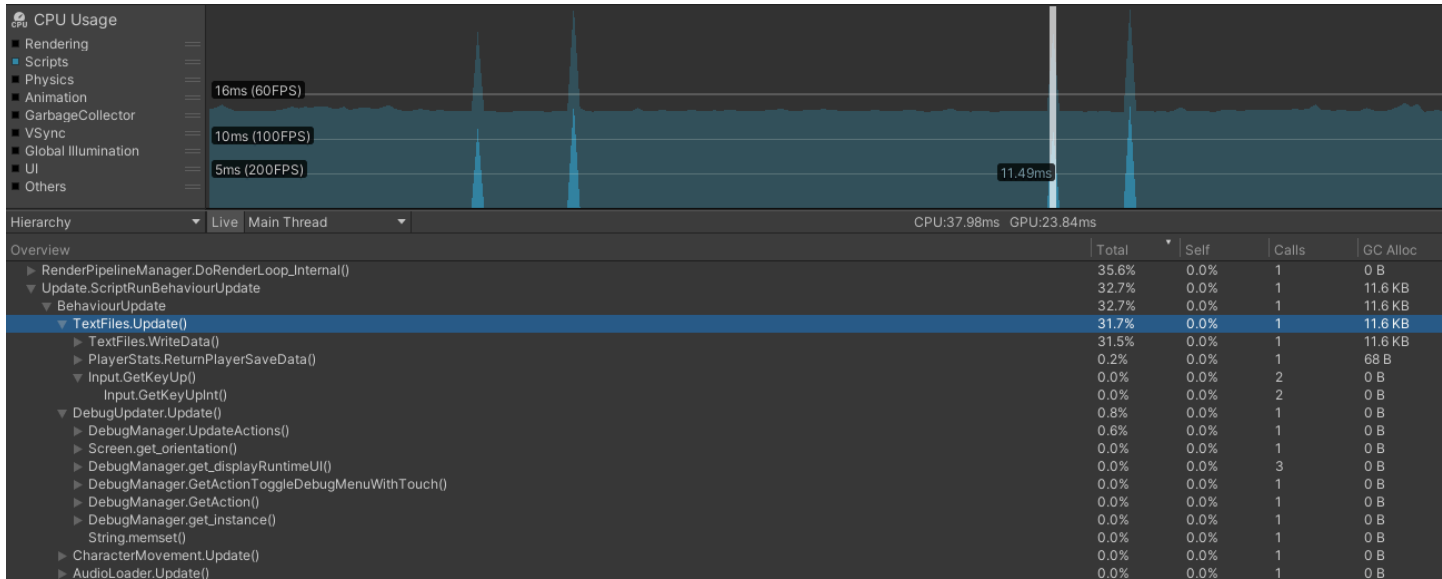 CPU Usage
CPU
Rendering
Scripts
Physics
Animation
GarbageCollector
VSync
Global Illumination
UI
Others
16ms (60FPS)
10ms (100FPS)
5ms (200FPS)
11.49ms
Hierarchy Live Main Thread CPU:37.98ms GPU:23.84ms
Overview Total Self Calls GC Alloc
RenderPipelineManager.DoRenderLoop_Internal() 35.6% 0.0% 1 0 B
Update.ScriptRunBehaviourUpdate 32.7% 0.0% 1 11.6 KB
BehaviourUpdate 32.7% 0.0% 1 11.6 KB
TextFiles.Update() 31.7% 0.0% 1 11.6 KB
TextFiles.WriteData() 31.5% 0.0% 1 11.6 KB
PlayerStats.ReturnPlayerSaveData() 0.2% 0.0% 1 68 B
Input.GetKeyUp() 0.0% 0.0% 2 0 B
Input.GetKeyUpInt() 0.0% 0.0% 2 0 B
DebugUpdater.Update() 0.8% 0.0% 1 0 B
DebugManager.UpdateActions() 0.6% 0.0% 1 0 B
Screen.get_orientation() 0.0% 0.0% 1 0 B
DebugManager.get_displayRuntimeUI() 0.0% 0.0% 3 0 B
DebugManager.GetActionToggleDebugMenuWithTouch() 0.0% 0.0% 1 0 B
DebugManager.GetAction() 0.0% 0.0% 1 0 B
DebugManager.get_instance() 0.0% 0.0% 1 0 B
String.memset() 0.0% 0.0% 1 0 B
CharacterMovement.Update() 0.0% 0.0% 1 0 B
AudioLoader.Update() 0.0% 0.0% 1 0 B